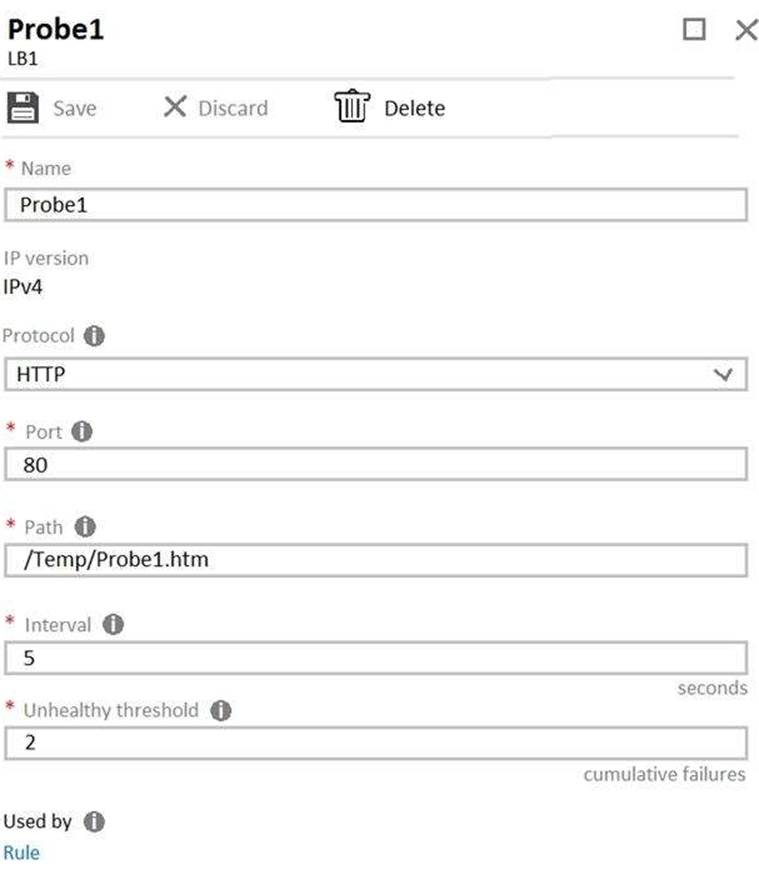 Probe1
LB1
Save Discard Delete
* Name
Probe1
IP version
IPv4
Protocol
HTTP
* Port
80
* Path
/Temp/Probe1.htm
* Interval
5
seconds
* Unhealthy threshold
2
cumulative failures
Used by
Rule